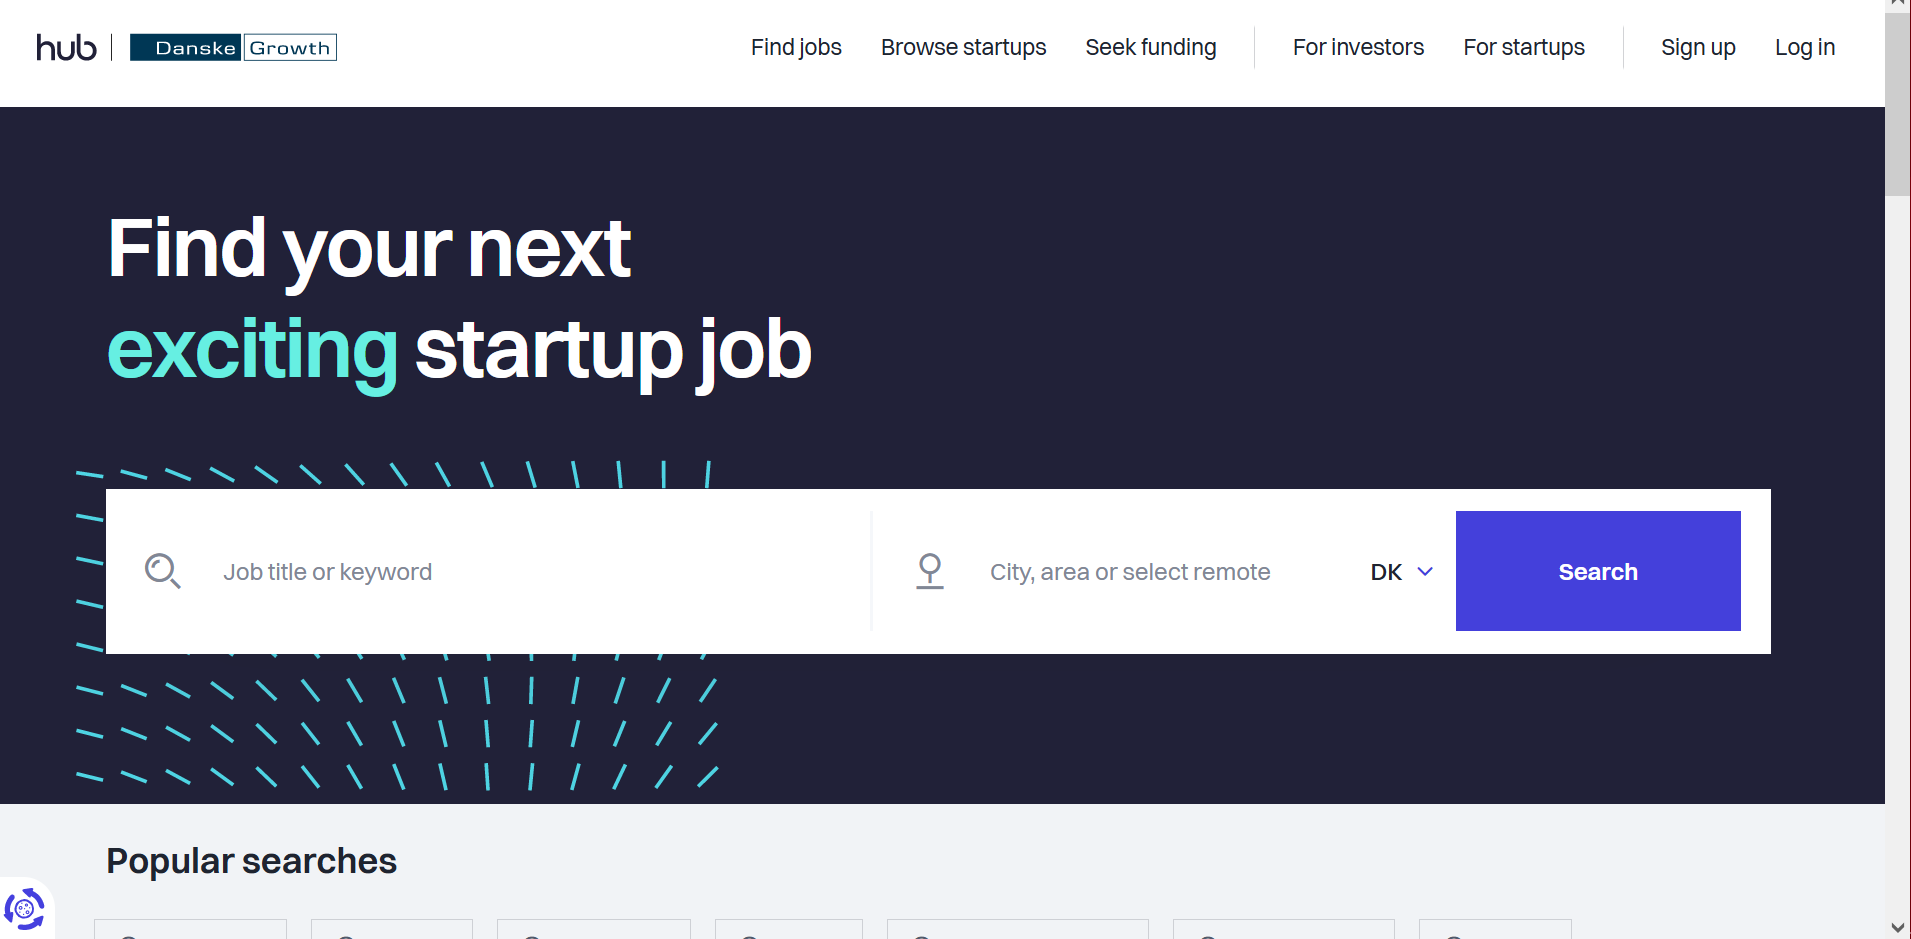 hub | Danske Growth
Find jobs Browse startups Seek funding For investors For startups Sign up Log in
Find your next
exciting startup job
Job title or keyword City, area or select remote DK Search
Popular searches